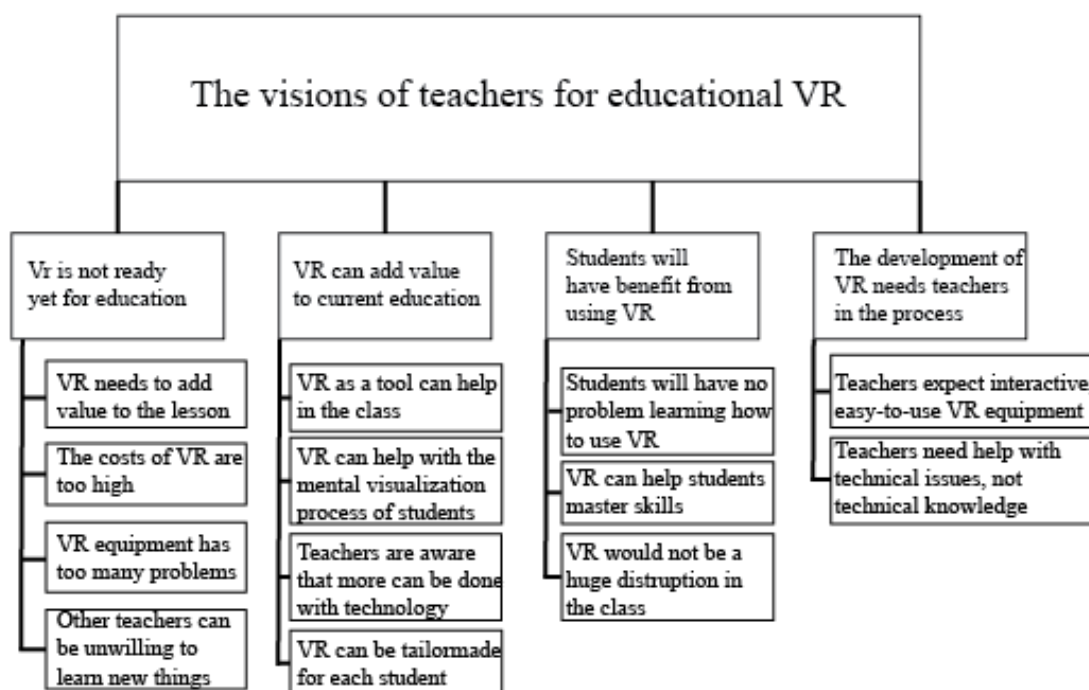 The visions of teachers for educational VR
Vr is not ready
yet for education
VR needs to add
value to the lesson
The costs of VR are
too high
VR equipment has
too many problems
Other teachers can
be unwilling to
learn new things
VR can add value
to current education
VR as a tool can help
in the class
VR can help with the
mental visualization
process of students
Teachers are aware
that more can be done
with technology
VR can be tailormade
for each student
Students will
have benefit from
using VR
Students will have no
problem learning how
to use VR
VR can help students
master skills
VR would not be a
huge distruption in
the class
The development of
VR needs teachers
in the process
Teachers expect interactive,
easy-to-use VR equipment
Teachers need help with
technical issues, not
technical knowledge